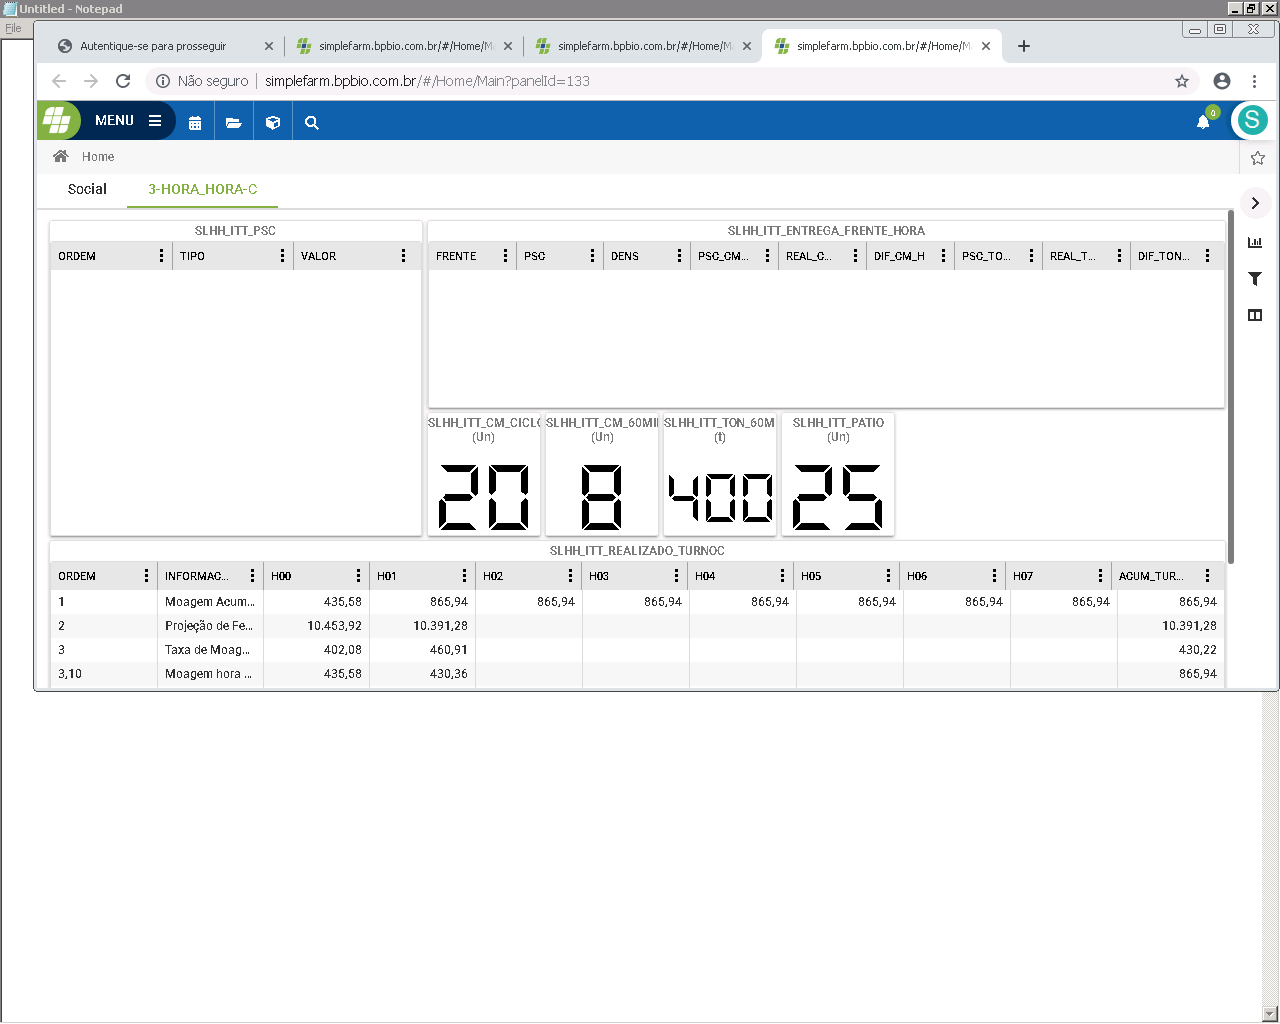 Untitled - Notepad
File
Autentique-se para prosseguir
simplefarm.bpbio.com.br/#/Home/M
simplefarm.bpbio.com.br/#/Home/M
simplefarm.bpbio.com.br/#/Home/M
Não seguro | simplefarm.bpbio.com.br/#/Home/Main?panelId=133
MENU
S
Home
Social
3-HORA_HORA-C
SLHH_ITT_PSC
ORDEM TIPO VALOR
SLHH_ITT_ENTREGA_FRENTE_HORA
FRENTE PSC DENS PSC_CM... REAL_C... DIF_CM_H PSC_TO... REAL_T... DIF_TON...
SLHH_ITT_CM_CICLO
(Un)
20
SLHH_ITT_CM_60MI
(Un)
8
SLHH_ITT_TON_60M
(t)
400
SLHH_ITT_PATIO
(Un)
25
SLHH_ITT_REALIZADO_TURNOC
ORDEM INFORMAC... H00 H01 H02 H03 H04 H05 H06 H07 ACUM_TUR...
1 Moagem Acum... 435,58 865,94 865,94 865,94 865,94 865,94 865,94 865,94 865,94
2 Projeção de Fe... 10.453,92 10.391,28 10.391,28
3 Taxa de Moag... 402,08 460,91 430,22
3,10 Moagem hora ... 435,58 430,36 865,94